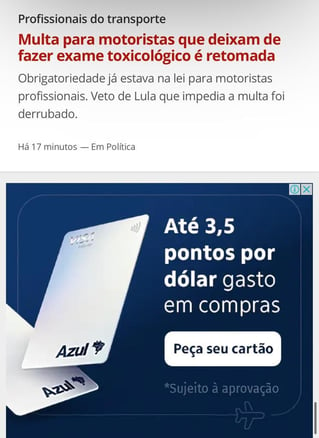 Profissionais do transporte
Multa para motoristas que deixam de
fazer exame toxicológico é retomada
Obrigatoriedade já estava na lei para motoristas
profissionais. Veto de Lula que impedia a multa foi
derrubado.
Há 17 minutos — Em Política
Até 3,5
pontos por
dólar gasto
em compras
Peça seu cartão
*Sujeito à aprovação
Azul
Azul